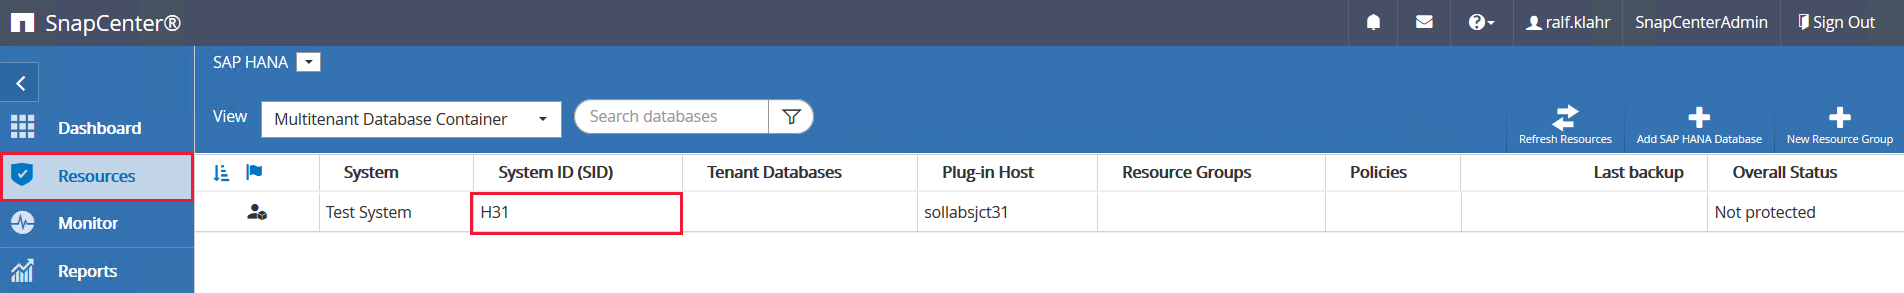 SnapCenter®
ralf.klahr SnapCenterAdmin Sign Out
SAP HANA
View Multitenant Database Container Search databases
Refresh Resources Add SAP HANA Database New Resource Group
Dashboard
Resources
Monitor
Reports
System System ID (SID) Tenant Databases Plug-in Host Resource Groups Policies Last backup Overall Status
Test System H31 sollabsjct31 Not protected